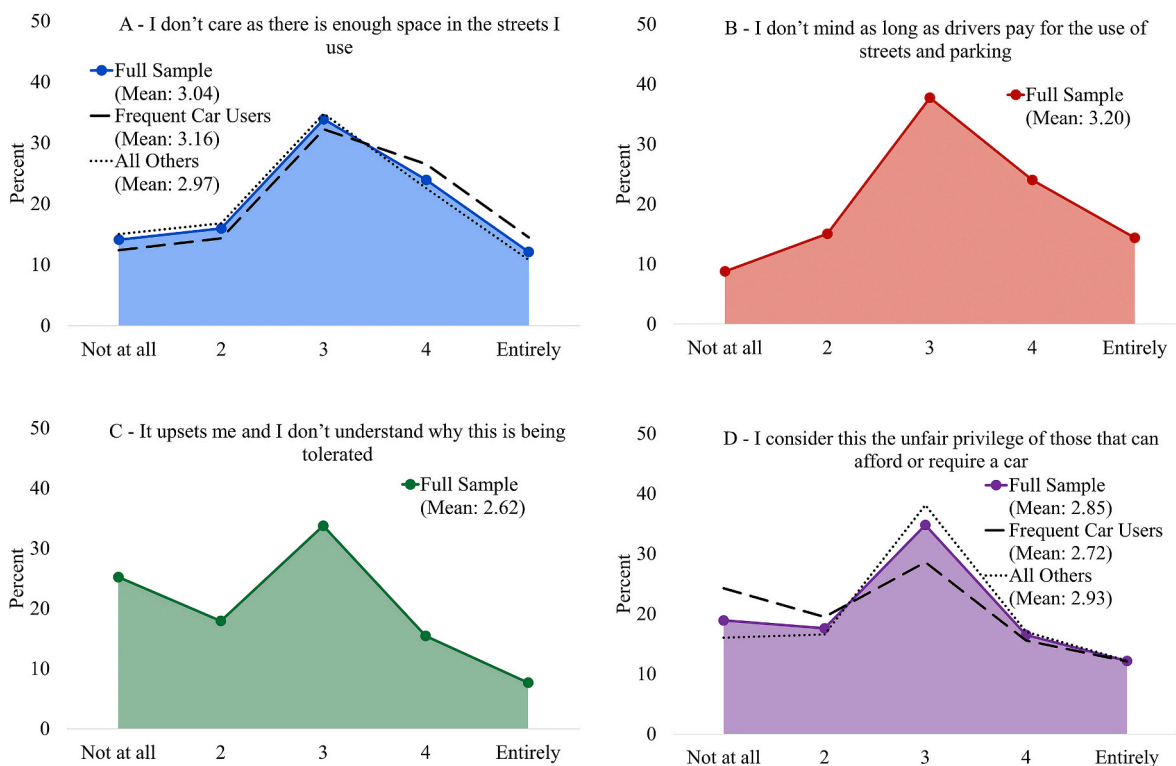 A - I don’t care as there is enough space in the streets I
use
Full Sample
(Mean: 3.04)
Frequent Car Users
(Mean: 3.16)
All Others
(Mean: 2.97)
Percent
50
40
30
20
10
0
Not at all 2 3 4 Entirely
B - I don’t mind as long as drivers pay for the use of
streets and parking
Full Sample
(Mean: 3.20)
Percent
50
40
30
20
10
0
Not at all 2 3 4 Entirely
C - It upsets me and I don’t understand why this is being
tolerated
Full Sample
(Mean: 2.62)
Percent
50
40
30
20
10
0
Not at all 2 3 4 Entirely
D - I consider this the unfair privilege of those that can
afford or require a car
Full Sample
(Mean: 2.85)
Frequent Car Users
(Mean: 2.72)
All Others
(Mean: 2.93)
Percent
50
40
30
20
10
0
Not at all 2 3 4 Entirely